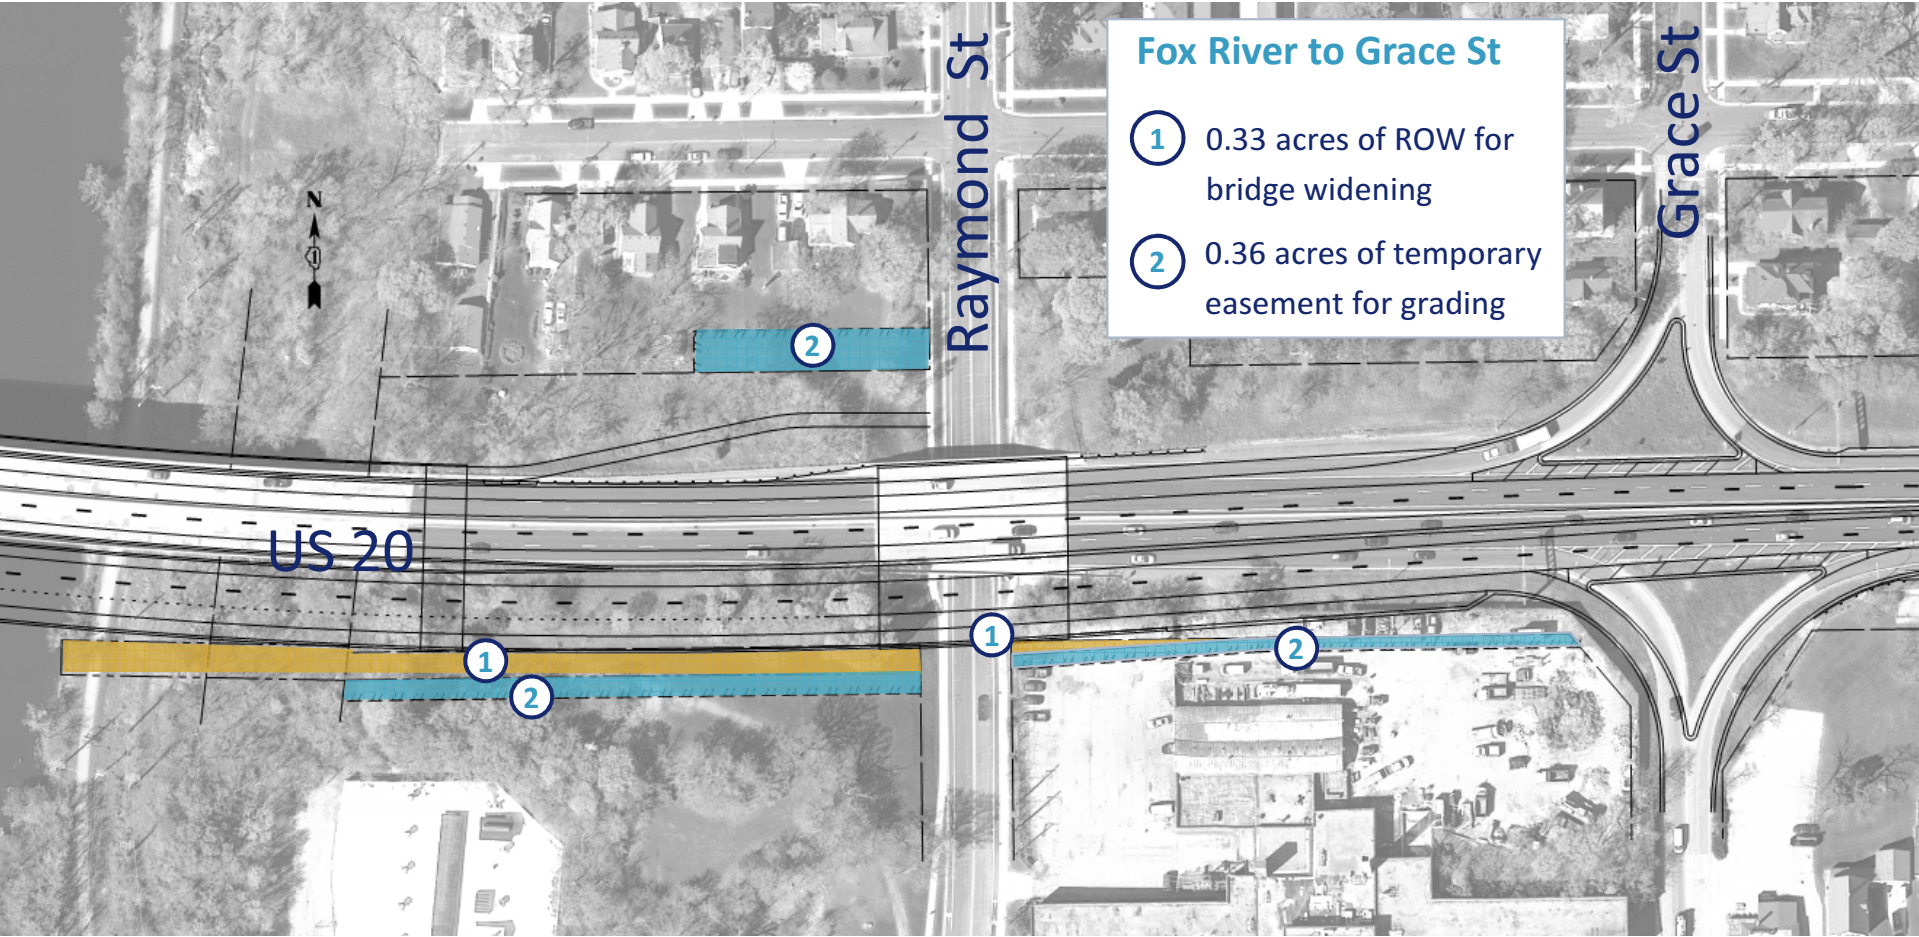 Raymond St
Fox River to Grace St
1 0.33 acres of ROW for
bridge widening
2 0.36 acres of temporary
easement for grading
Grace St
N
1
2
US 20
1
2
1
2